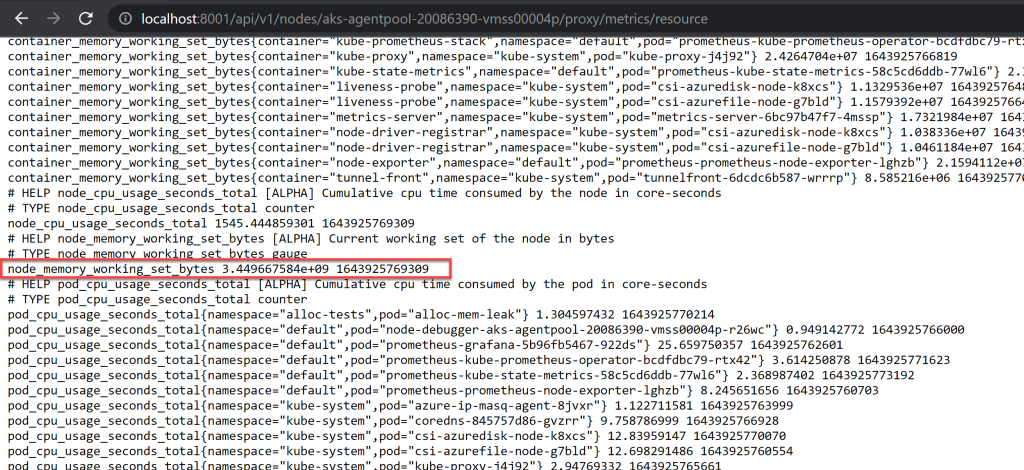 localhost:8001/api/v1/nodes/aks-agentpool-20086390-vmss00004p/proxy/metrics/resource
container_memory_working_set_bytes{container="kube-prometheus-stack",namespace="default",pod="prometheus-kube-prometheus-operator-bcdfdbc79-rtx
container_memory_working_set_bytes{container="kube-proxy",namespace="kube-system",pod="kube-proxy-j4j92"} 2.4264704e+07 1643925766819
container_memory_working_set_bytes{container="kube-state-metrics",namespace="default",pod="prometheus-kube-state-metrics-58c5cd6ddb-77wl6"} 2.
container_memory_working_set_bytes{container="liveness-probe",namespace="kube-system",pod="csi-azuredisk-node-k8xcs"} 1.1329536e+07 1643925764
container_memory_working_set_bytes{container="liveness-probe",namespace="kube-system",pod="csi-azurefile-node-g7bld"} 1.1579392e+07 164392576
container_memory_working_set_bytes{container="metrics-server",namespace="kube-system",pod="metrics-server-6bc97b47f7-4mssp"} 1.7321984e+07 1643
container_memory_working_set_bytes{container="node-driver-registrar",namespace="kube-system",pod="csi-azuredisk-node-k8xcs"} 1.038336e+07 1643
container_memory_working_set_bytes{container="node-driver-registrar",namespace="kube-system",pod="csi-azurefile-node-g7bld"} 1.0461184e+07 164
container_memory_working_set_bytes{container="node-exporter",namespace="default",pod="prometheus-prometheus-node-exporter-lghzb"} 2.1594112e+0
container_memory_working_set_bytes{container="tunnel-front",namespace="kube-system",pod="tunnelfront-6dcdc6b587-wrrrp"} 8.585216e+06 164392577
# HELP node_cpu_usage_seconds_total [ALPHA] Cumulative cpu time consumed by the node in core-seconds
# TYPE node_cpu_usage_seconds_total counter
node_cpu_usage_seconds_total 1545.444859301 1643925769309
# HELP node_memory_working_set_bytes [ALPHA] Current working set of the node in bytes
# TYPE node_memory_working_set_bytes gauge
node_memory_working_set_bytes 3.449667584e+09 1643925769309
# HELP pod_cpu_usage_seconds_total [ALPHA] Cumulative cpu time consumed by the pod in core-seconds
# TYPE pod_cpu_usage_seconds_total counter
pod_cpu_usage_seconds_total{namespace="alloc-tests",pod="alloc-mem-leak"} 1.304597432 1643925770214
pod_cpu_usage_seconds_total{namespace="default",pod="node-debugger-aks-agentpool-20086390-vmss00004p-r26wc"} 0.949142772 1643925766000
pod_cpu_usage_seconds_total{namespace="default",pod="prometheus-grafana-5b96fb5467-922ds"} 25.659750357 1643925762601
pod_cpu_usage_seconds_total{namespace="default",pod="prometheus-kube-prometheus-operator-bcdfdbc79-rtx42"} 3.614250878 1643925771623
pod_cpu_usage_seconds_total{namespace="default",pod="prometheus-kube-state-metrics-58c5cd6ddb-77wl6"} 2.368987402 1643925773192
pod_cpu_usage_seconds_total{namespace="default",pod="prometheus-prometheus-node-exporter-lghzb"} 8.245651656 1643925760703
pod_cpu_usage_seconds_total{namespace="kube-system",pod="azure-ip-masq-agent-8jvxr"} 1.122711581 1643925763999
pod_cpu_usage_seconds_total{namespace="kube-system",pod="coredns-845757d86-gvzrr"} 9.758786999 1643925766928
pod_cpu_usage_seconds_total{namespace="kube-system",pod="csi-azuredisk-node-k8xcs"} 12.83959147 1643925770070
pod_cpu_usage_seconds_total{namespace="kube-system",pod="csi-azurefile-node-g7bld"} 12.698291486 1643925760554
pod_cpu_usage_seconds_total{namespace="kube-system",pod="kube-proxy-j4j92"} 2.94769332 1643925765661